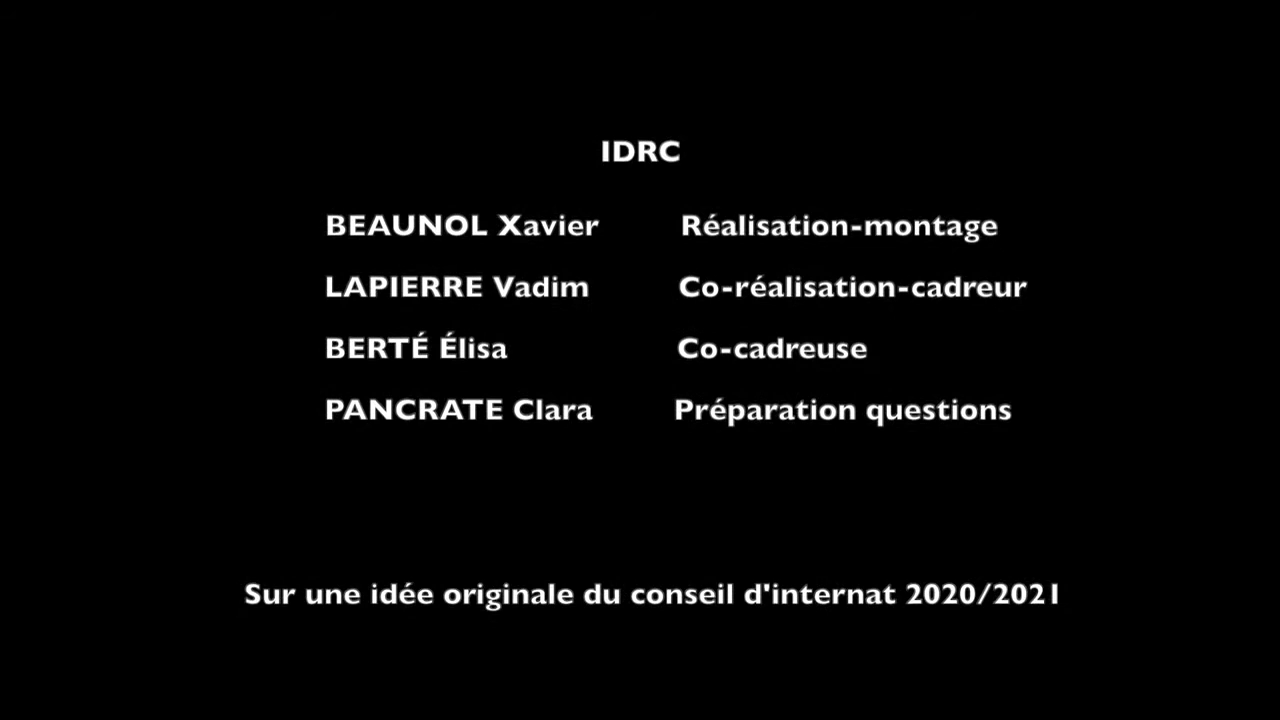 IDRC
BEAUNOL Xavier Réalisation-montage
LAPIERRE Vadim Co-réalisation-cadreur
BERTÉ Élisa Co-cadreuse
PANCRATE Clara Préparation questions
Sur une idée originale du conseil d'internat 2020/2021